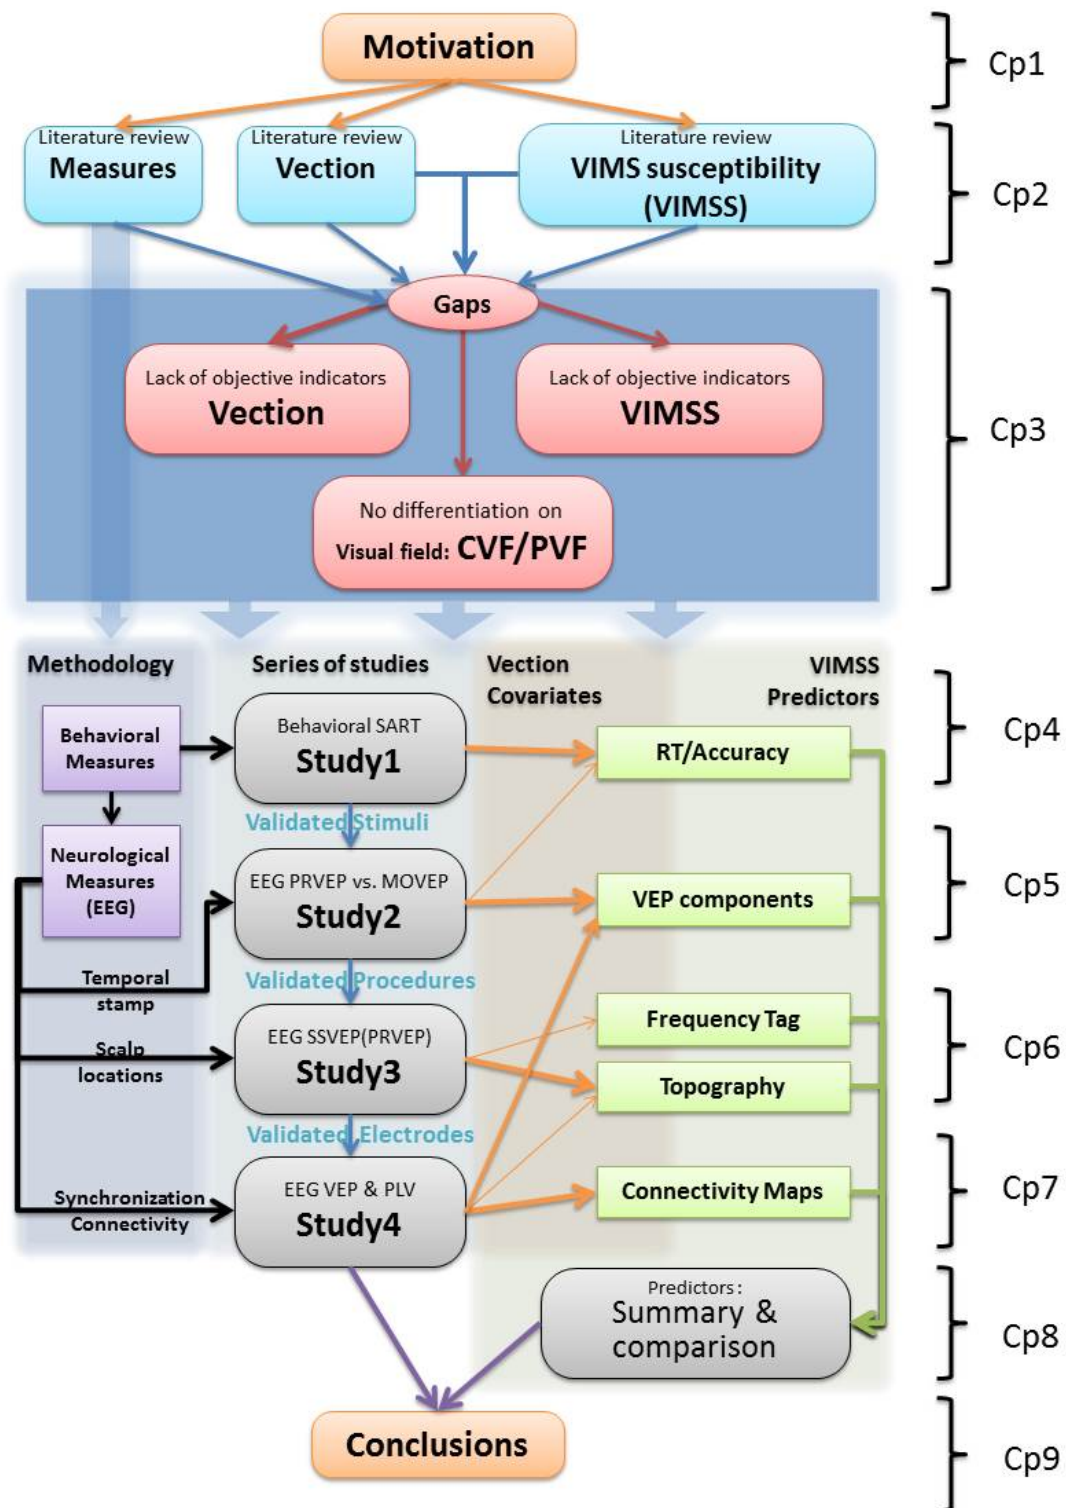 Motivation
Cp1
Literature review
Measures
Literature review
Vection
Literature review
VIMS susceptibility
(VIMSS)
Cp2
Gaps
Lack of objective indicators
Vection
Lack of objective indicators
VIMSS
No differentiation on
Visual field: CVF/PVF
Cp3
Methodology
Series of studies
Vection
Covariates
VIMSS
Predictors
Behavioral
Measures
Behavioral SART
Study1
RT/Accuracy
Cp4
Validated Stimuli
Neurological
Measures
(EEG)
EEG PRVEP vs. MOVEP
Study2
VEP components
Cp5
Temporal
stamp
Validated Procedures
Scalp
locations
EEG SSVEP(PRVEP)
Study3
Frequency Tag
Topography
Cp6
Validated Electrodes
Synchronization
Connectivity
EEG VEP & PLV
Study4
Connectivity Maps
Cp7
Predictors :
Summary &
comparison
Cp8
Conclusions
Cp9